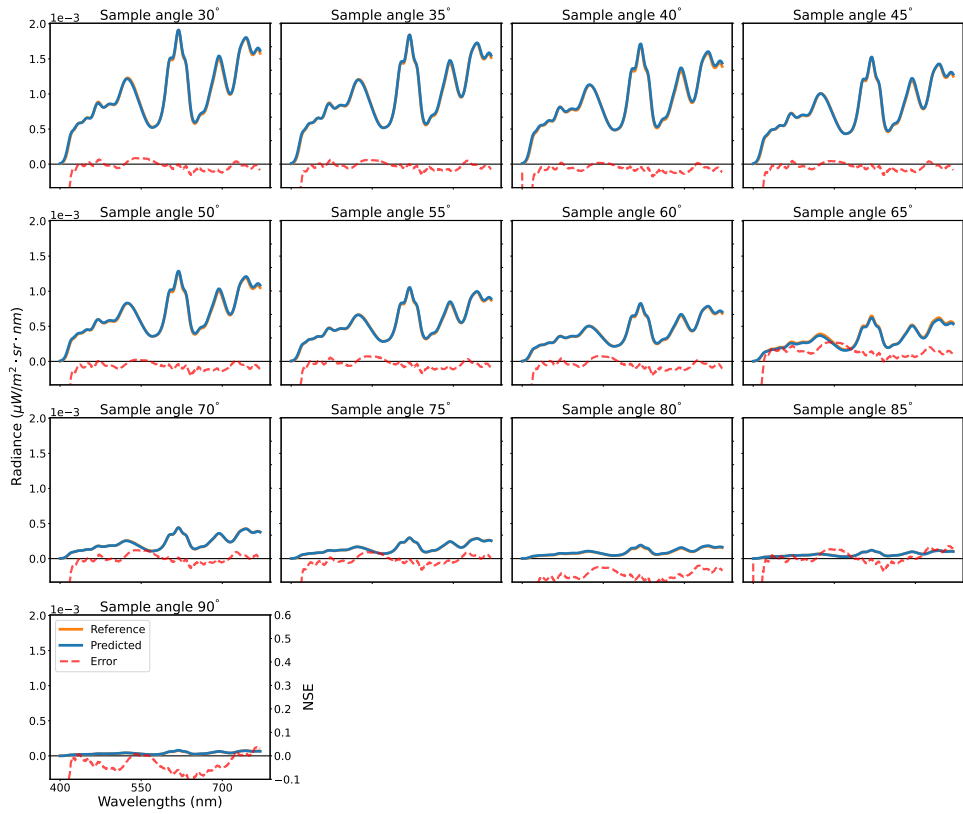 Sample angle 30°
Sample angle 35°
Sample angle 40°
Sample angle 45°
1e−3
2.0
1.5
1.0
0.5
0.0
Sample angle 50°
Sample angle 55°
Sample angle 60°
Sample angle 65°
1e−3
2.0
1.5
1.0
0.5
0.0
Radiance (μW/m² · sr · nm)
Sample angle 70°
Sample angle 75°
Sample angle 80°
Sample angle 85°
1e−3
2.0
1.5
1.0
0.5
0.0
Sample angle 90°
1e−3
2.0
1.5
1.0
0.5
0.0
Reference
Predicted
Error
0.6
0.5
0.4
0.3
0.2
0.1
0.0
−0.1
NSE
400 550 700
Wavelengths (nm)